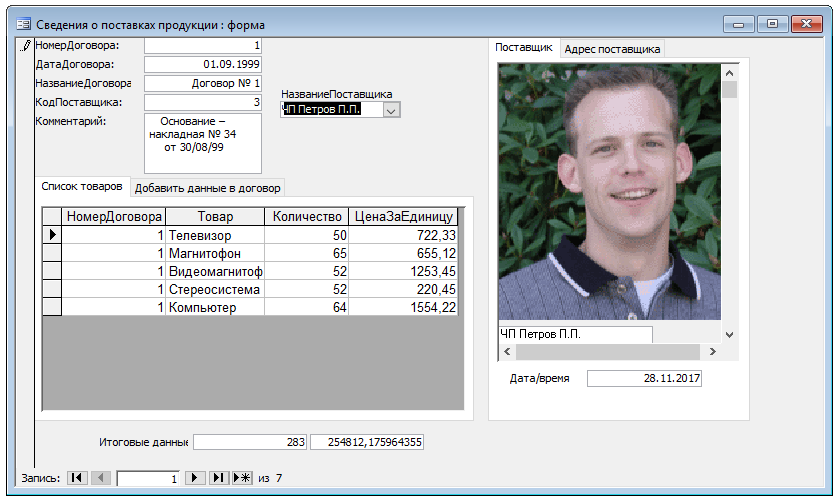 Сведения о поставках продукции : форма
НомерДоговора: 1
ДатаДоговора: 01.09.1999
НазваниеДоговора Договор № 1
КодПоставщика: 3
Комментарий: Основание –
накладная № 34
от 30/08/99
НазваниеПоставщика
ЧП Петров П.П.
Поставщик Адрес поставщика
ЧП Петров П.П.
Дата/время 28.11.2017
Список товаров Добавить данные в договор
НомерДоговора Товар Количество ЦенаЗаЕдиницу
1 Телевизор 50 722,33
1 Магнитофон 65 655,12
1 Видеомагнитоф 52 1253,45
1 Стереосистема 52 220,45
1 Компьютер 64 1554,22
Итоговые данные 283 254812,175964355
Запись: 1 из 7